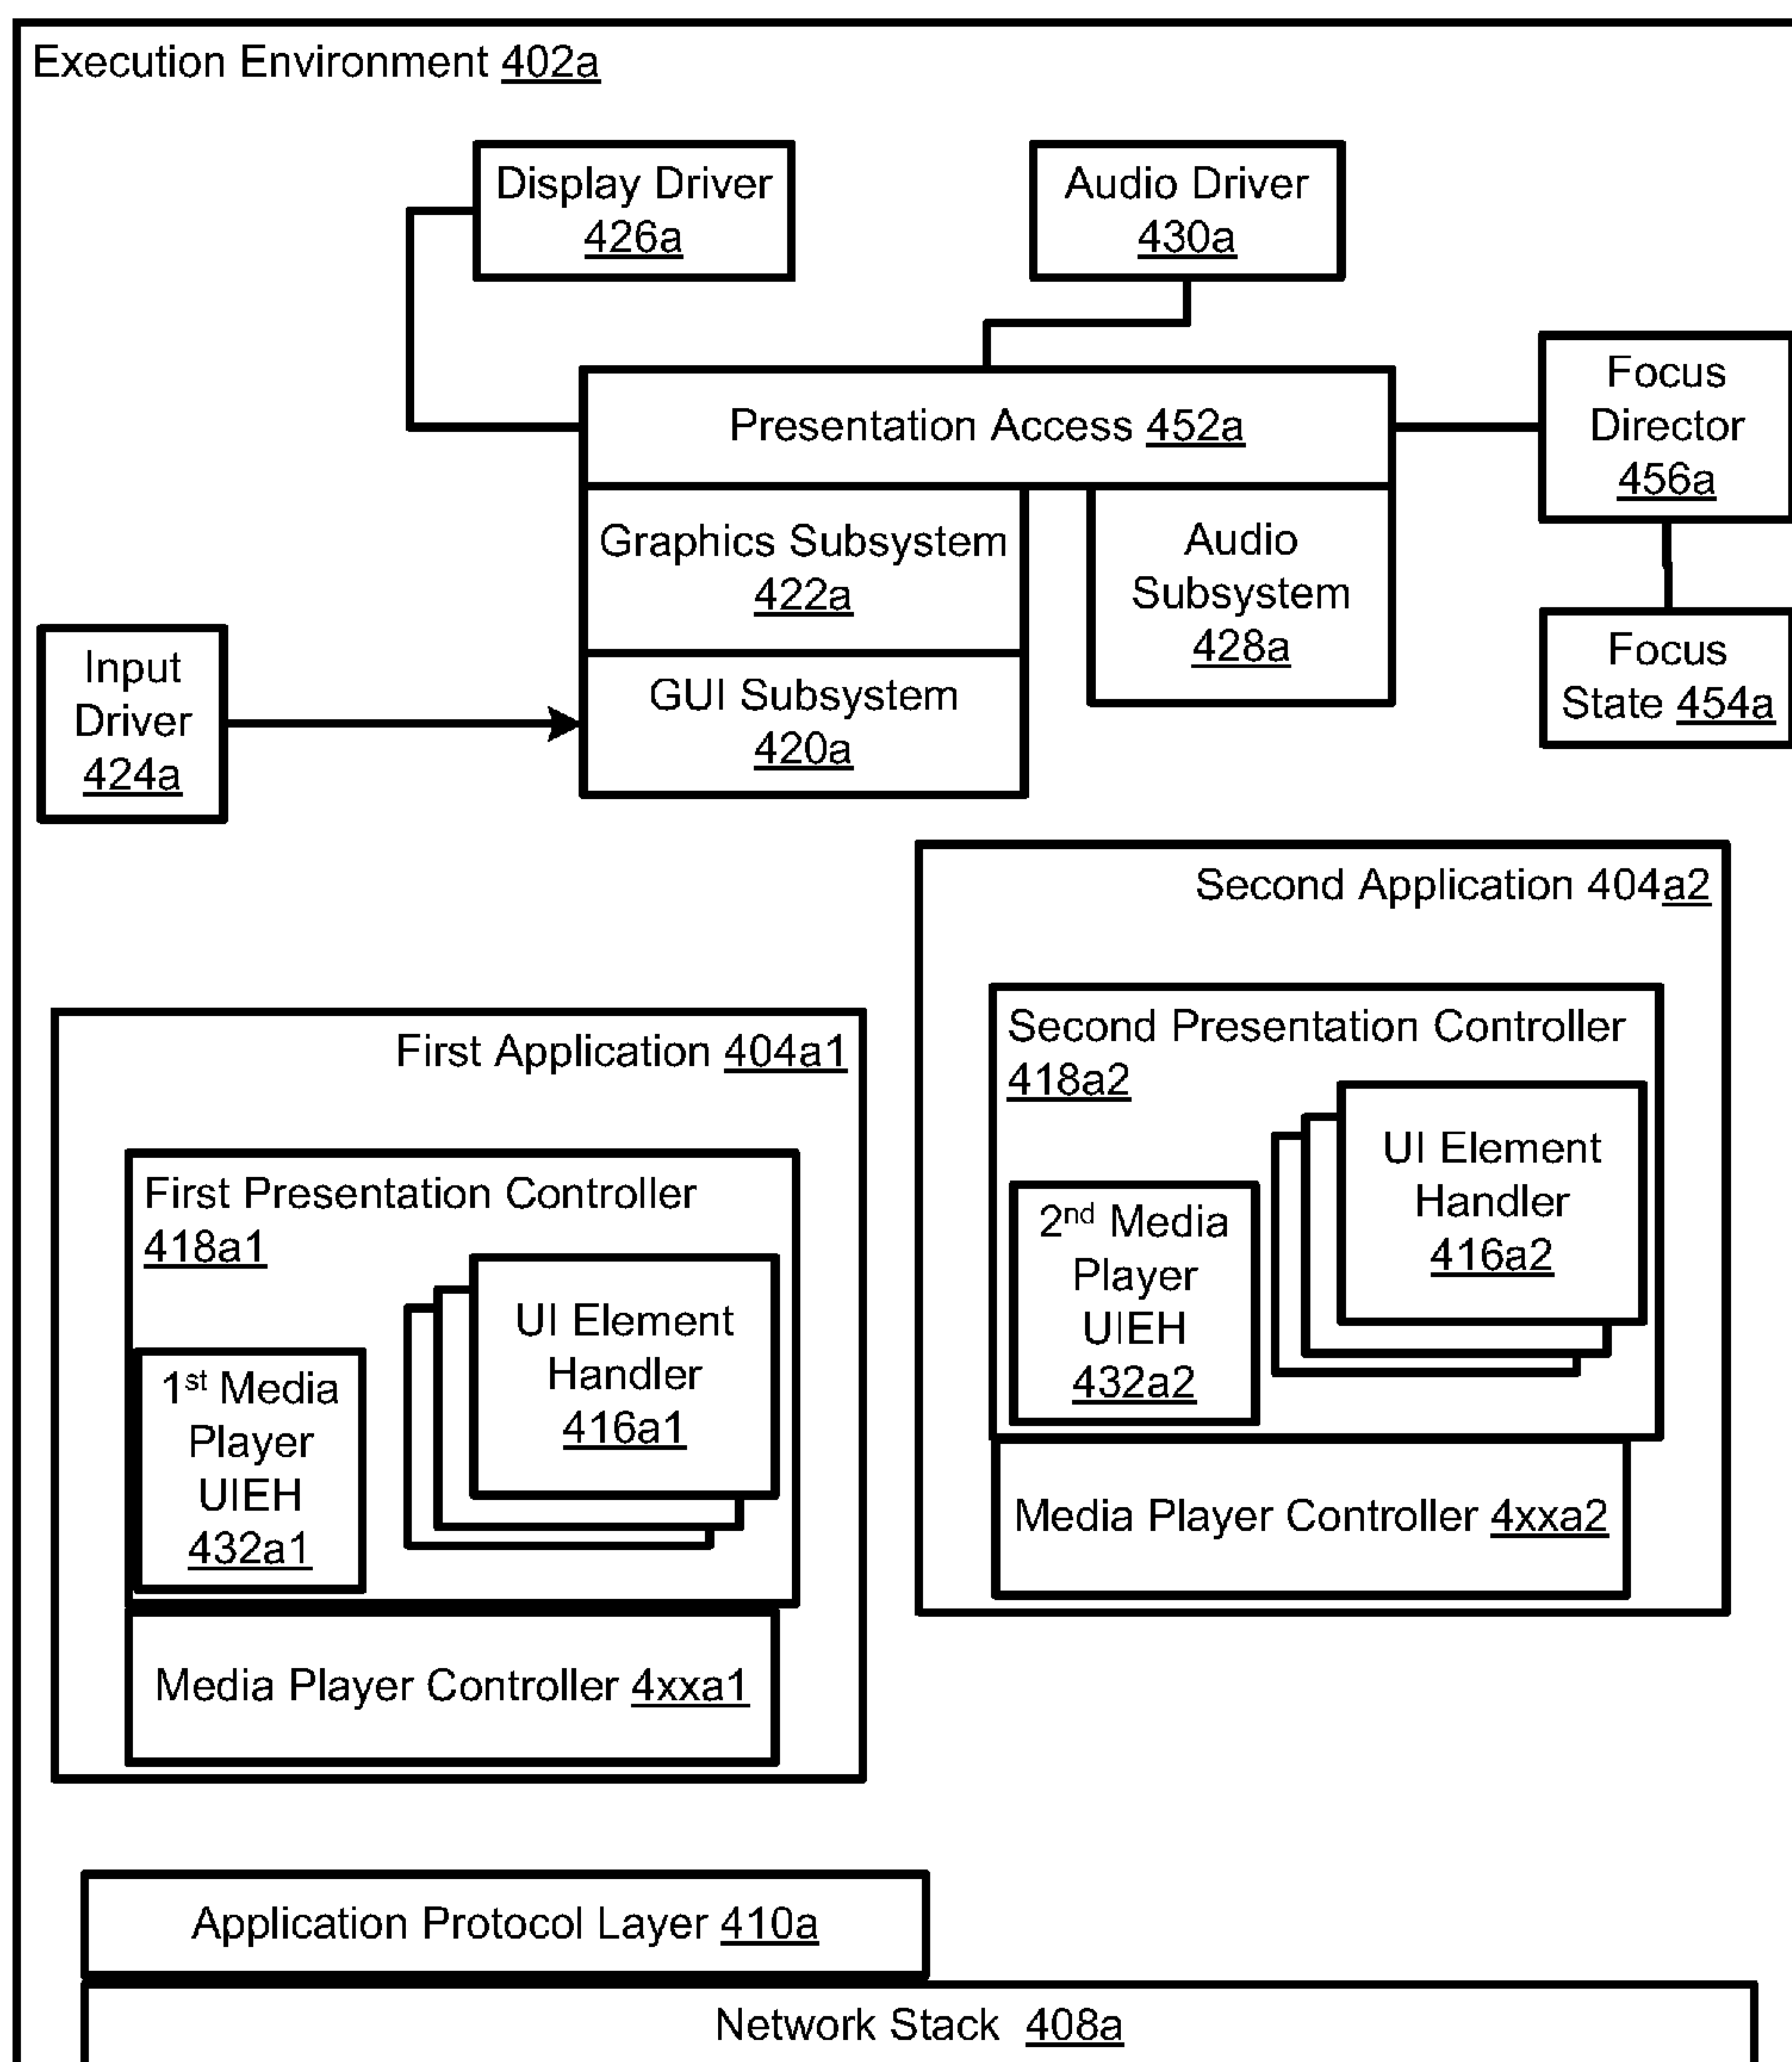 Execution Environment 402a
Display Driver
426a
Audio Driver
430a
Presentation Access 452a
Focus
Director
456a
Graphics Subsystem
422a
Audio
Subsystem
428a
Input
Driver
424a
GUI Subsystem
420a
Focus
State 454a
Second Application 404a2
Second Presentation Controller
418a2
UI Element
Handler
416a2
2nd Media
Player
UIEH
432a2
Media Player Controller 4xxa2
First Application 404a1
First Presentation Controller
418a1
UI Element
Handler
416a1
1st Media
Player
UIEH
432a1
Media Player Controller 4xxa1
Application Protocol Layer 410a
Network Stack 408a